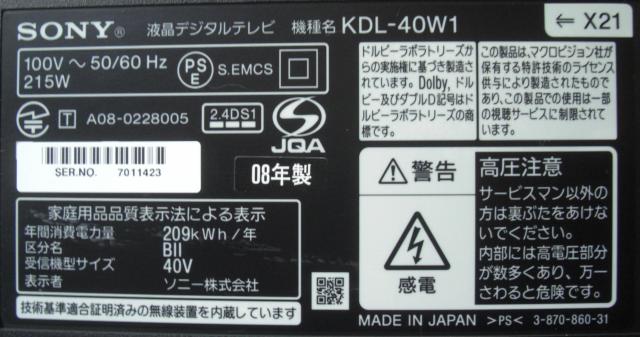 SONY® 液晶デジタルテレビ 機種名 KDL-40W1
⇐ X21
100V ～ 50/60 Hz
215W
PS
E
S.EMCS
T A08-0228005
2.4DS1
JQA
SER.NO. 7011423
08年製
ドルビーラボラトリーズか
らの実施権に基づき製造さ
れています。Dolby、ドル
ビー及びダブルD記号はド
ルビーラボラトリーズの商
標です。
この製品は、マクロビジョン社が
保有する特許技術のライセンス
供与により製造されたものであ
り、この製品での使用は一部
の視聴サービスに制限されて
います。
家庭用品品質表示法による表示
年間消費電力量 209kWh/年
区分名 BII
受信機型サイズ 40V
表示者 ソニー株式会社
技術基準適合証明済みの無線装置を内蔵しています
警告
感電
高圧注意
サービスマン以外の
方は裏ぶたをあけな
いでください。
内部には高電圧部分
が数多くあり、万一
さわると危険です。
MADE IN JAPAN >PS< 3-870-860-31